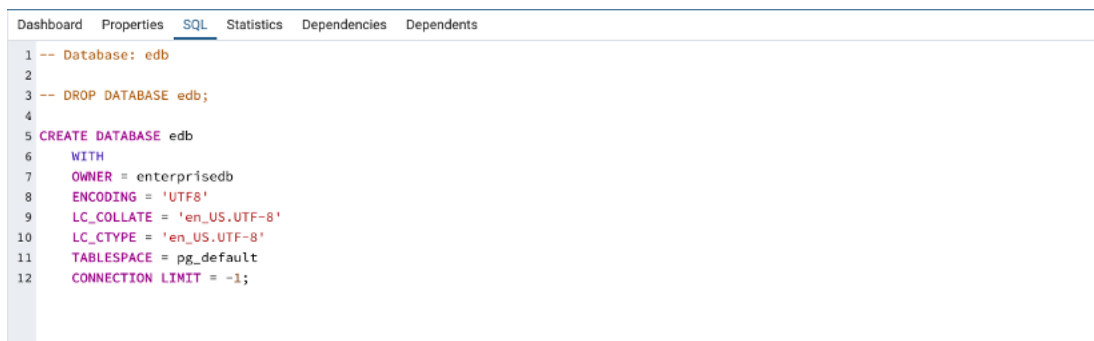 Dashboard Properties SQL Statistics Dependencies Dependents
1 -- Database: edb
2
3 -- DROP DATABASE edb;
4
5 CREATE DATABASE edb
6 WITH
7 OWNER = enterprisedb
8 ENCODING = 'UTF8'
9 LC_COLLATE = 'en_US.UTF-8'
10 LC_CTYPE = 'en_US.UTF-8'
11 TABLESPACE = pg_default
12 CONNECTION LIMIT = -1;